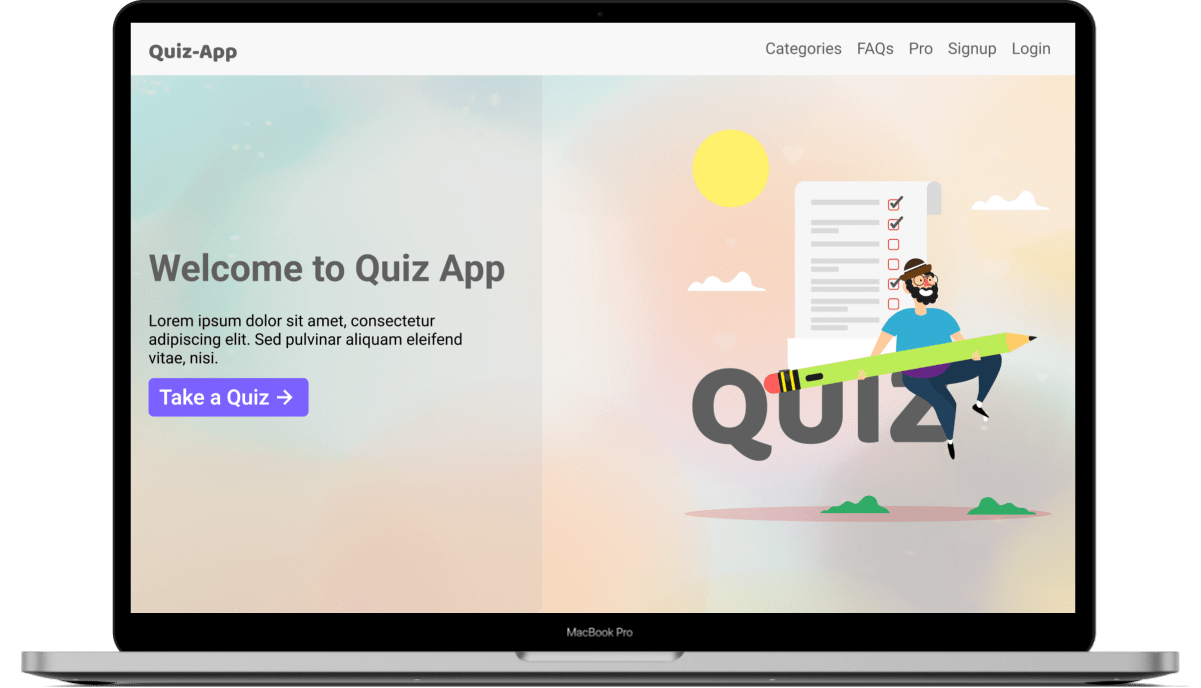 Quiz-App
Categories FAQs Pro Signup Login
Welcome to Quiz App
Lorem ipsum dolor sit amet, consectetur
adipiscing elit. Sed pulvinar aliquam eleifend
vitae, nisi.
Take a Quiz →
QUIZ
MacBook Pro